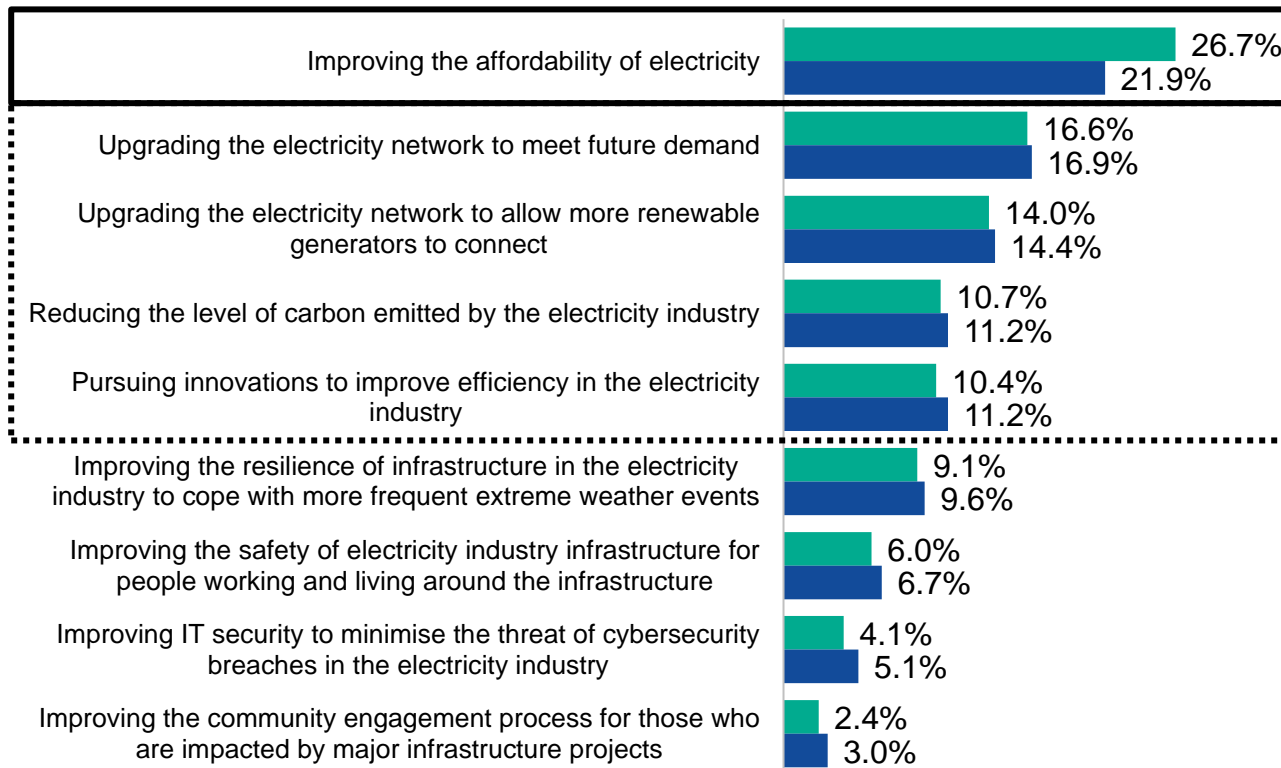 Improving the affordability of electricity
26.7%
21.9%
Upgrading the electricity network to meet future demand
16.6%
16.9%
Upgrading the electricity network to allow more renewable
generators to connect
14.0%
14.4%
Reducing the level of carbon emitted by the electricity industry
10.7%
11.2%
Pursuing innovations to improve efficiency in the electricity
industry
10.4%
11.2%
Improving the resilience of infrastructure in the electricity
industry to cope with more frequent extreme weather events
9.1%
9.6%
Improving the safety of electricity industry infrastructure for
people working and living around the infrastructure
6.0%
6.7%
Improving IT security to minimise the threat of cybersecurity
breaches in the electricity industry
4.1%
5.1%
Improving the community engagement process for those who
are impacted by major infrastructure projects
2.4%
3.0%